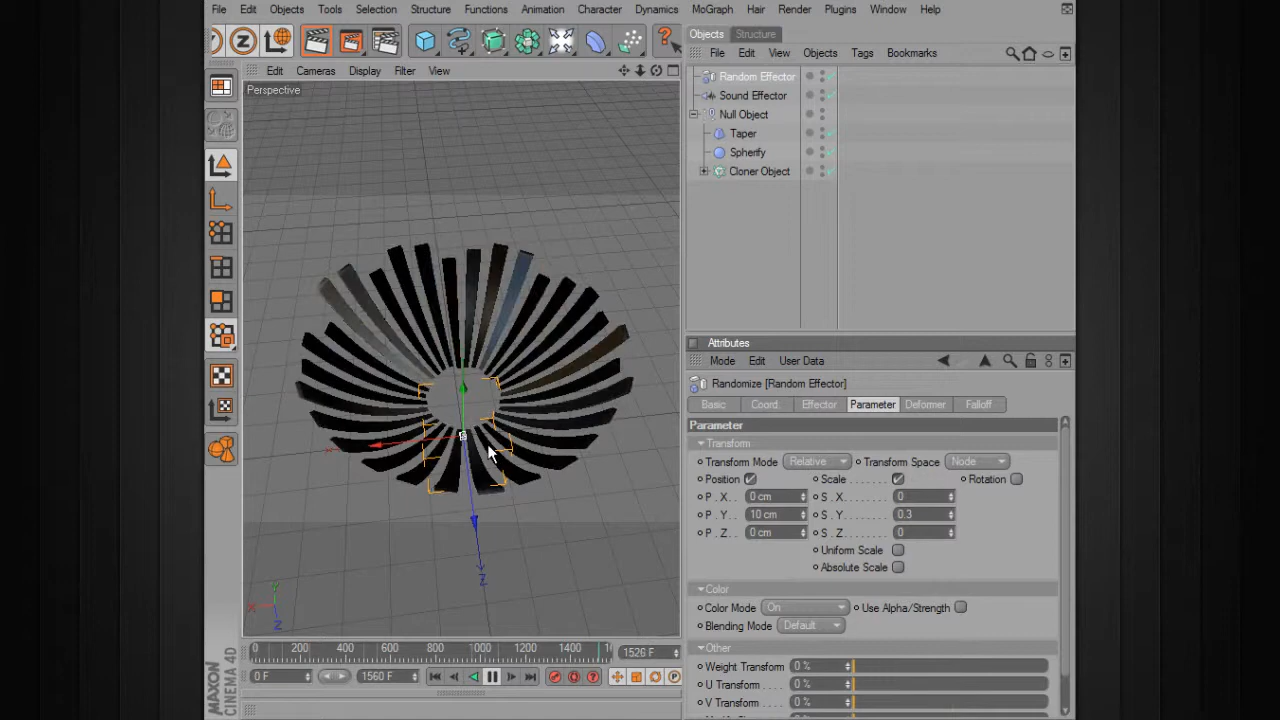 File Edit Objects Tools Selection Structure Functions Animation Character Dynamics MoGraph Hair Render Plugins Window Help
Objects Structure
File Edit View Objects Tags Bookmarks
Edit Cameras Display Filter View
Perspective
Random Effector
Sound Effector
Null Object
Taper
Spherify
Cloner Object
Attributes
Mode Edit User Data
Randomize [Random Effector]
Basic Coord. Effector Parameter Deformer Falloff
Parameter
Transform
Transform Mode Relative Transform Space Node
Position Scale Rotation
P . X 0 cm S . X 0
P . Y 10 cm S . Y 0.3
P . Z 0 cm S . Z 0
Uniform Scale
Absolute Scale
Color
Color Mode On Use Alpha/Strength
Blending Mode Default
Other
Weight Transform 0 %
U Transform 0 %
V Transform 0 %
X
Z
X Y Z
0 200 400 600 800 1000 1200 1400 1526 F
0 F 1560 F
MAXON CINEMA 4D